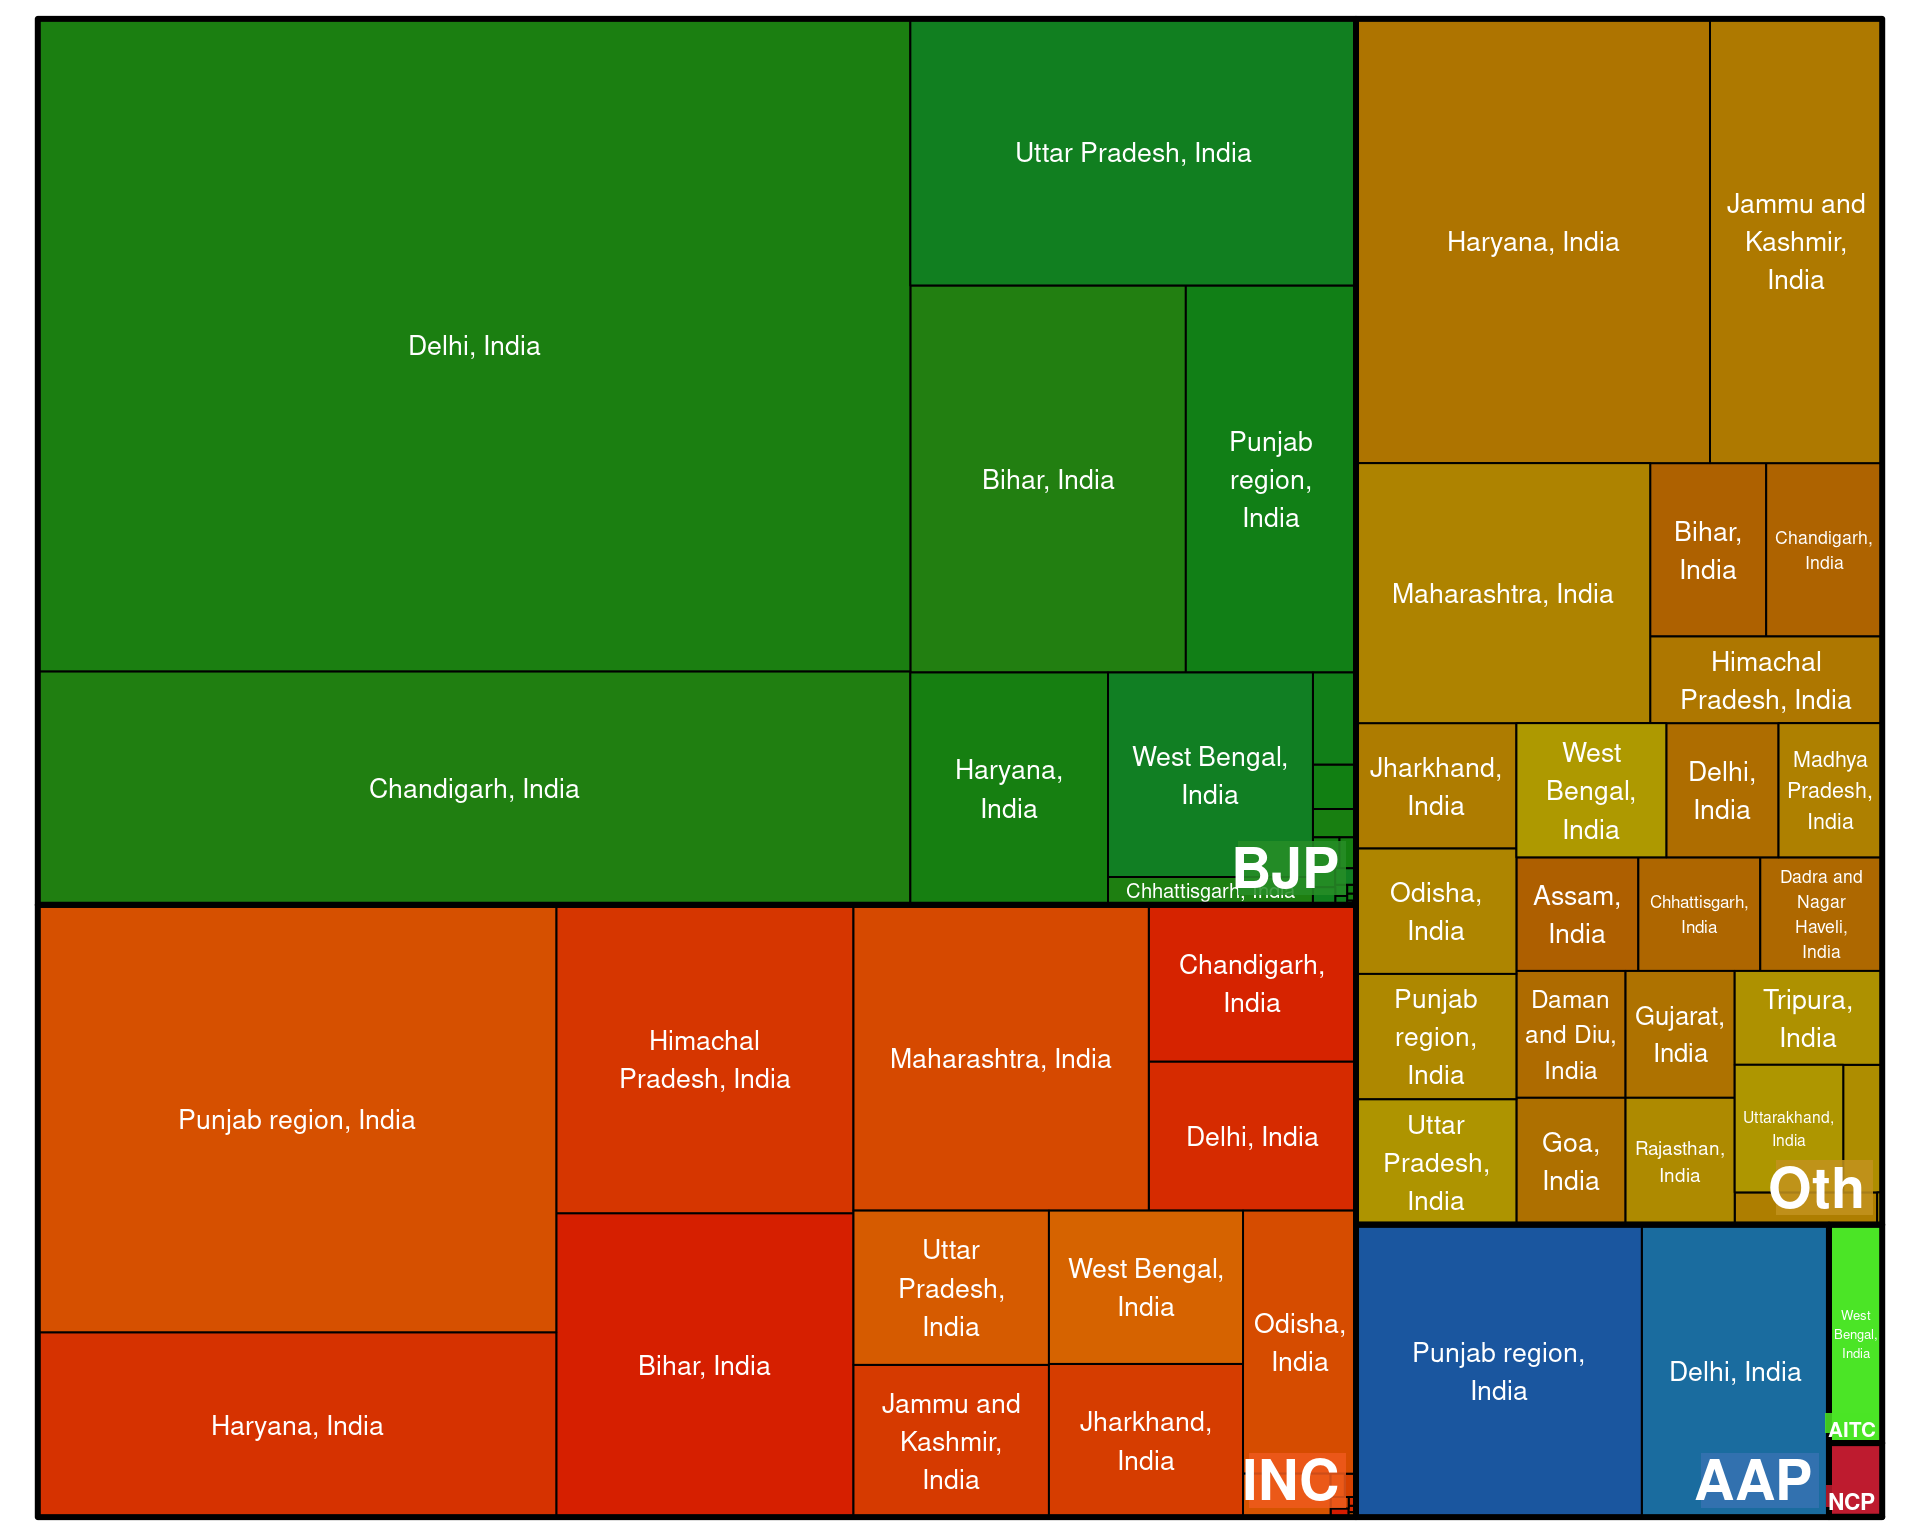 Delhi, India
Uttar Pradesh, India
Bihar, India
Punjab
region,
India
Chandigarh, India
Haryana,
India
West Bengal,
India
Chhattisgarh, India
BJP
Punjab region, India
Haryana, India
Himachal
Pradesh, India
Bihar, India
Maharashtra, India
Chandigarh,
India
Delhi, India
Uttar
Pradesh,
India
West Bengal,
India
Odisha,
India
Jammu and
Kashmir,
India
Jharkhand,
India
INC
Haryana, India
Jammu and
Kashmir,
India
Maharashtra, India
Bihar,
India
Chandigarh,
India
Himachal
Pradesh, India
Jharkhand,
India
West
Bengal,
India
Delhi,
India
Madhya
Pradesh,
India
Odisha,
India
Assam,
India
Chhattisgarh,
India
Dadra and
Nagar
Haveli,
India
Punjab
region,
India
Daman
and Diu,
India
Gujarat,
India
Tripura,
India
Uttar
Pradesh,
India
Goa,
India
Rajasthan,
India
Uttarakhand,
India
Oth
Punjab region,
India
Delhi, India
AAP
West
Bengal,
India
AITC
NCP